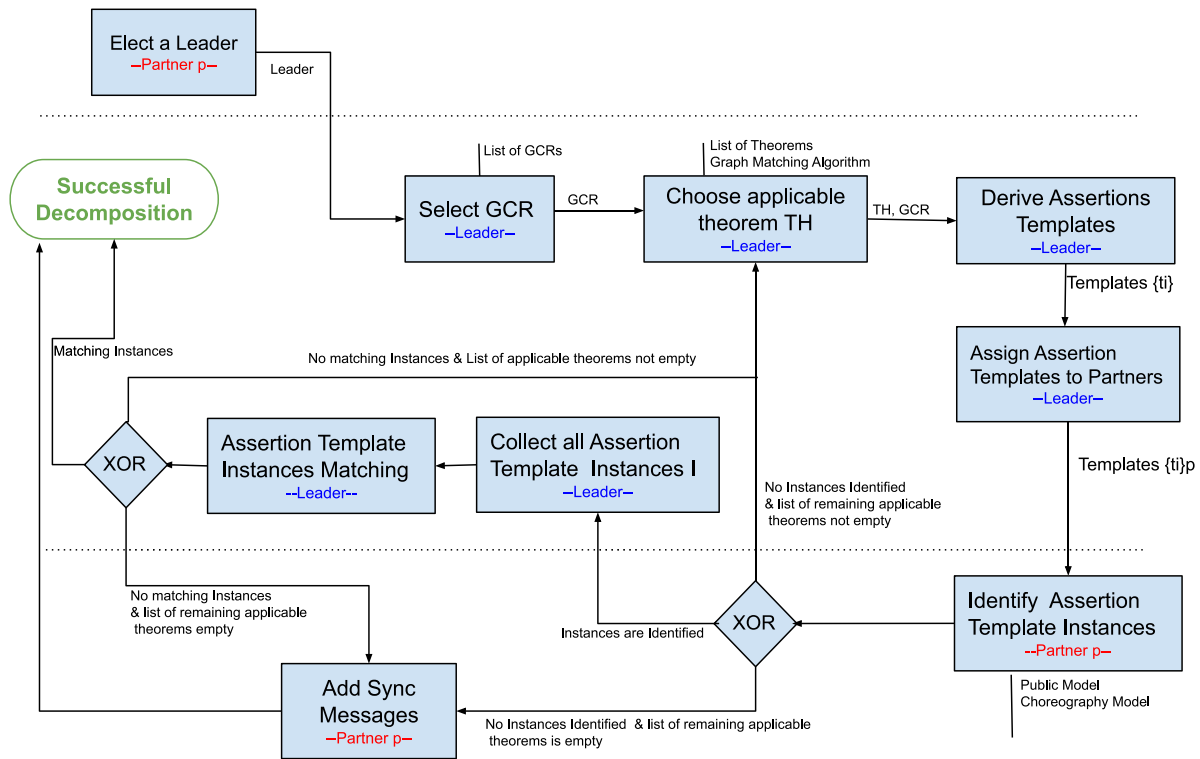 Elect a Leader
–Partner p–
Leader
List of GCRs
List of Theorems
Graph Matching Algorithm
Successful
Decomposition
Select GCR
–Leader–
GCR
Choose applicable
theorem TH
–Leader–
TH, GCR
Derive Assertions
Templates
–Leader–
Templates {ti}
Matching Instances
No matching Instances & List of applicable theorems not empty
Assign Assertion
Templates to Partners
–Leader–
XOR
Assertion Template
Instances Matching
--Leader--
Collect all Assertion
Template Instances I
–Leader–
Templates {ti}p
No Instances Identified
& list of remaining applicable
theorems not empty
No matching Instances
& list of remaining applicable
theorems empty
Instances are Identified
XOR
Identify Assertion
Template Instances
--Partner p–
Public Model
Choreography Model
Add Sync
Messages
–Partner p–
No Instances Identified & list of remaining applicable
theorems is empty